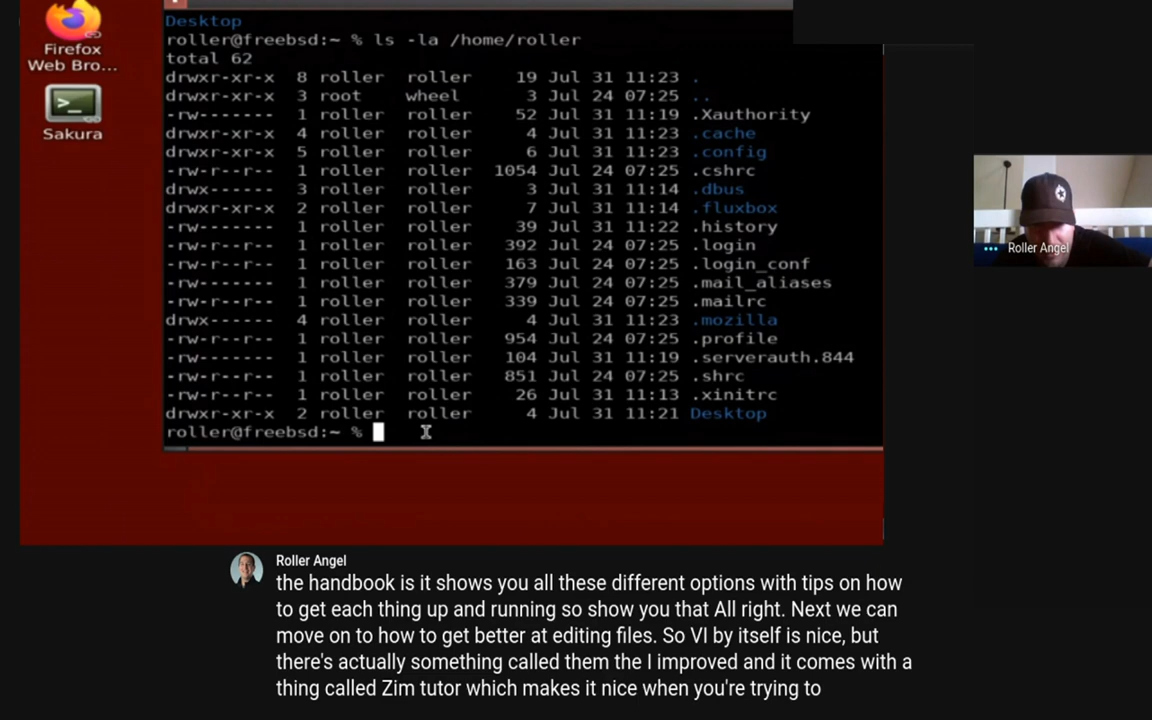 Desktop
roller@freebsd:~ % ls -la /home/roller
total 62
drwxr-xr-x 8 roller roller 19 Jul 31 11:23 .
drwxr-xr-x 3 root wheel 3 Jul 24 07:25 ..
-rw------- 1 roller roller 52 Jul 31 11:19 .Xauthority
drwxr-xr-x 4 roller roller 4 Jul 31 11:23 .cache
drwxr-xr-x 5 roller roller 6 Jul 31 11:23 .config
-rw-r--r-- 1 roller roller 1054 Jul 24 07:25 .cshrc
drwx------ 3 roller roller 3 Jul 31 11:14 .dbus
drwxr-xr-x 2 roller roller 7 Jul 31 11:14 .fluxbox
-rw------- 1 roller roller 39 Jul 31 11:22 .history
-rw-r--r-- 1 roller roller 392 Jul 24 07:25 .login
-rw-r--r-- 1 roller roller 163 Jul 24 07:25 .login_conf
-rw------- 1 roller roller 379 Jul 24 07:25 .mail_aliases
-rw-r--r-- 1 roller roller 339 Jul 24 07:25 .mailrc
drwx------ 4 roller roller 4 Jul 31 11:23 .mozilla
-rw-r--r-- 1 roller roller 954 Jul 24 07:25 .profile
-rw------- 1 roller roller 104 Jul 31 11:19 .serverauth.844
-rw-r--r-- 1 roller roller 851 Jul 24 07:25 .shrc
-rw-r--r-- 1 roller roller 26 Jul 31 11:13 .xinitrc
drwxr-xr-x 2 roller roller 4 Jul 31 11:21 Desktop
roller@freebsd:~ %
Firefox
Web Bro...
Sakura
Roller Angel
Roller Angel
the handbook is it shows you all these different options with tips on how
to get each thing up and running so show you that All right. Next we can
move on to how to get better at editing files. So VI by itself is nice, but
there's actually something called them the I improved and it comes with a
thing called Zim tutor which makes it nice when you're trying to